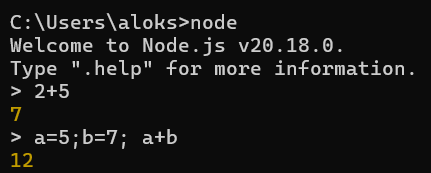 C:\Users\aloks>node
Welcome to Node.js v20.18.0.
Type ".help" for more information.
> 2+5
7
> a=5;b=7; a+b
12